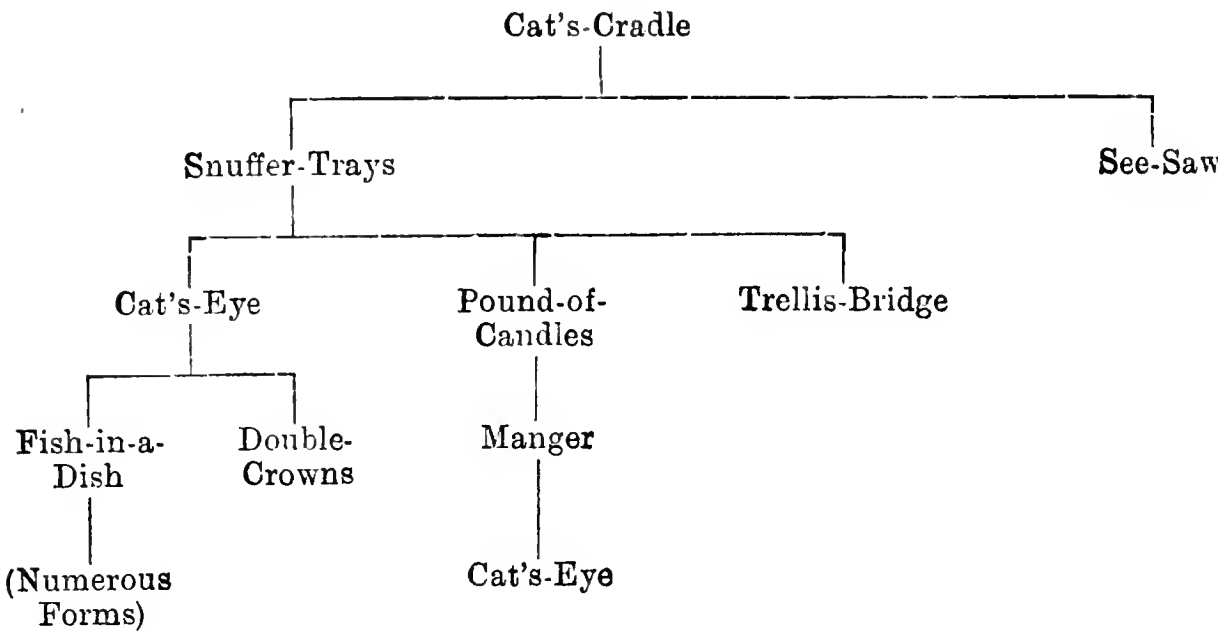 Cat's-Cradle
Snuffer-Trays
See-Saw
Cat's-Eye
Pound-of-
Candles
Trellis-Bridge
Fish-in-a-
Dish
Double-
Crowns
Manger
(Numerous
Forms)
Cat's-Eye